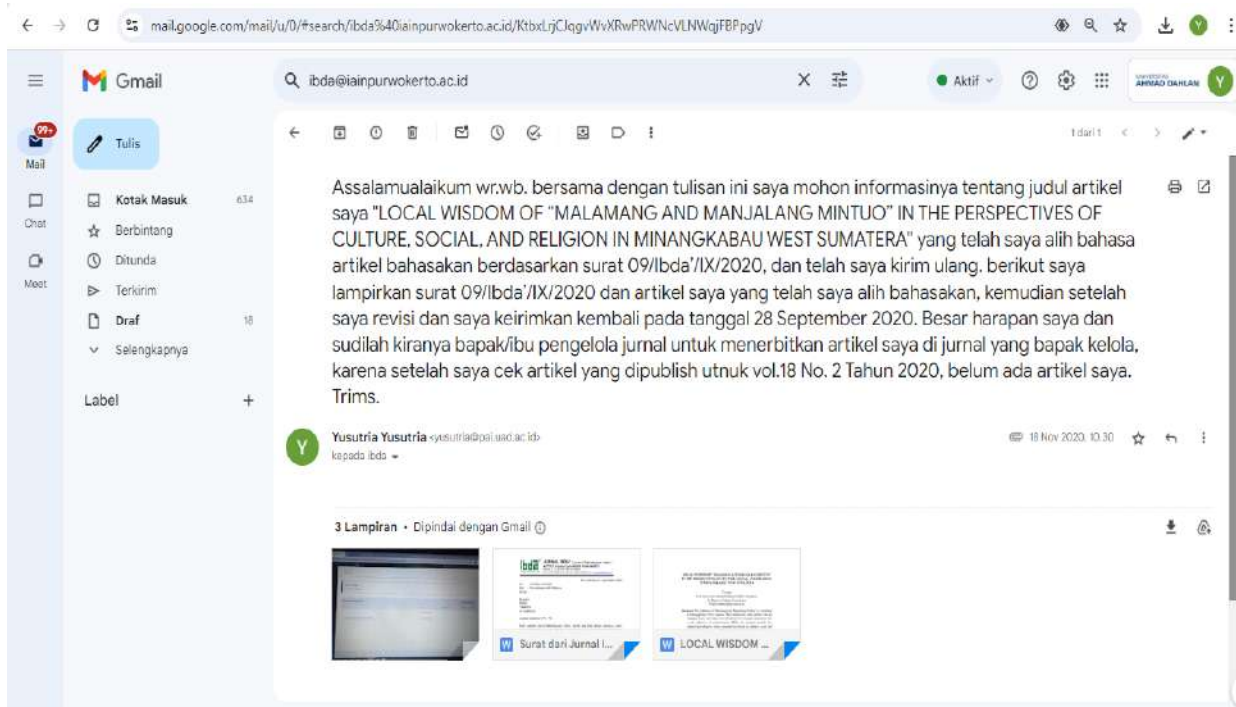 mail.google.com/mail/u/0/#search/ibda%40iainpurwokerto.ac.id/KtbxLrjCJqgvWvXRwPRWNcVLNWqjFBPpgV
Y
Gmail
ibda@iainpurwokerto.ac.id
Aktif
UNIVERSITAS
AHMAD DAHLAN
Y
99+
Mail
Chat
Meet
Tulis
Kotak Masuk 634
Berbintang
Ditunda
Terkirim
Draf 18
Selengkapnya
Label +
1 dari 1
Assalamualaikum wr.wb. bersama dengan tulisan ini saya mohon informasinya tentang judul artikel
saya "LOCAL WISDOM OF "MALAMANG AND MANJALANG MINTUO" IN THE PERSPECTIVES OF
CULTURE, SOCIAL, AND RELIGION IN MINANGKABAU WEST SUMATERA" yang telah saya alih bahasa
artikel bahasakan berdasarkan surat 09/Ibda'/IX/2020, dan telah saya kirim ulang. berikut saya
lampirkan surat 09/Ibda'/IX/2020 dan artikel saya yang telah saya alih bahasakan, kemudian setelah
saya revisi dan saya keirimkan kembali pada tanggal 28 September 2020. Besar harapan saya dan
sudilah kiranya bapak/ibu pengelola jurnal untuk menerbitkan artikel saya di jurnal yang bapak kelola,
karena setelah saya cek artikel yang dipublish utnuk vol.18 No. 2 Tahun 2020, belum ada artikel saya.
Trims.
Y
Yusutria Yusutria <yusutria@pai.uad.ac.id>
18 Nov 2020, 10.30
kepada ibda
3 Lampiran • Dipindai dengan Gmail
ibda
W Surat dari Jurnal I...
W LOCAL WISDOM ...